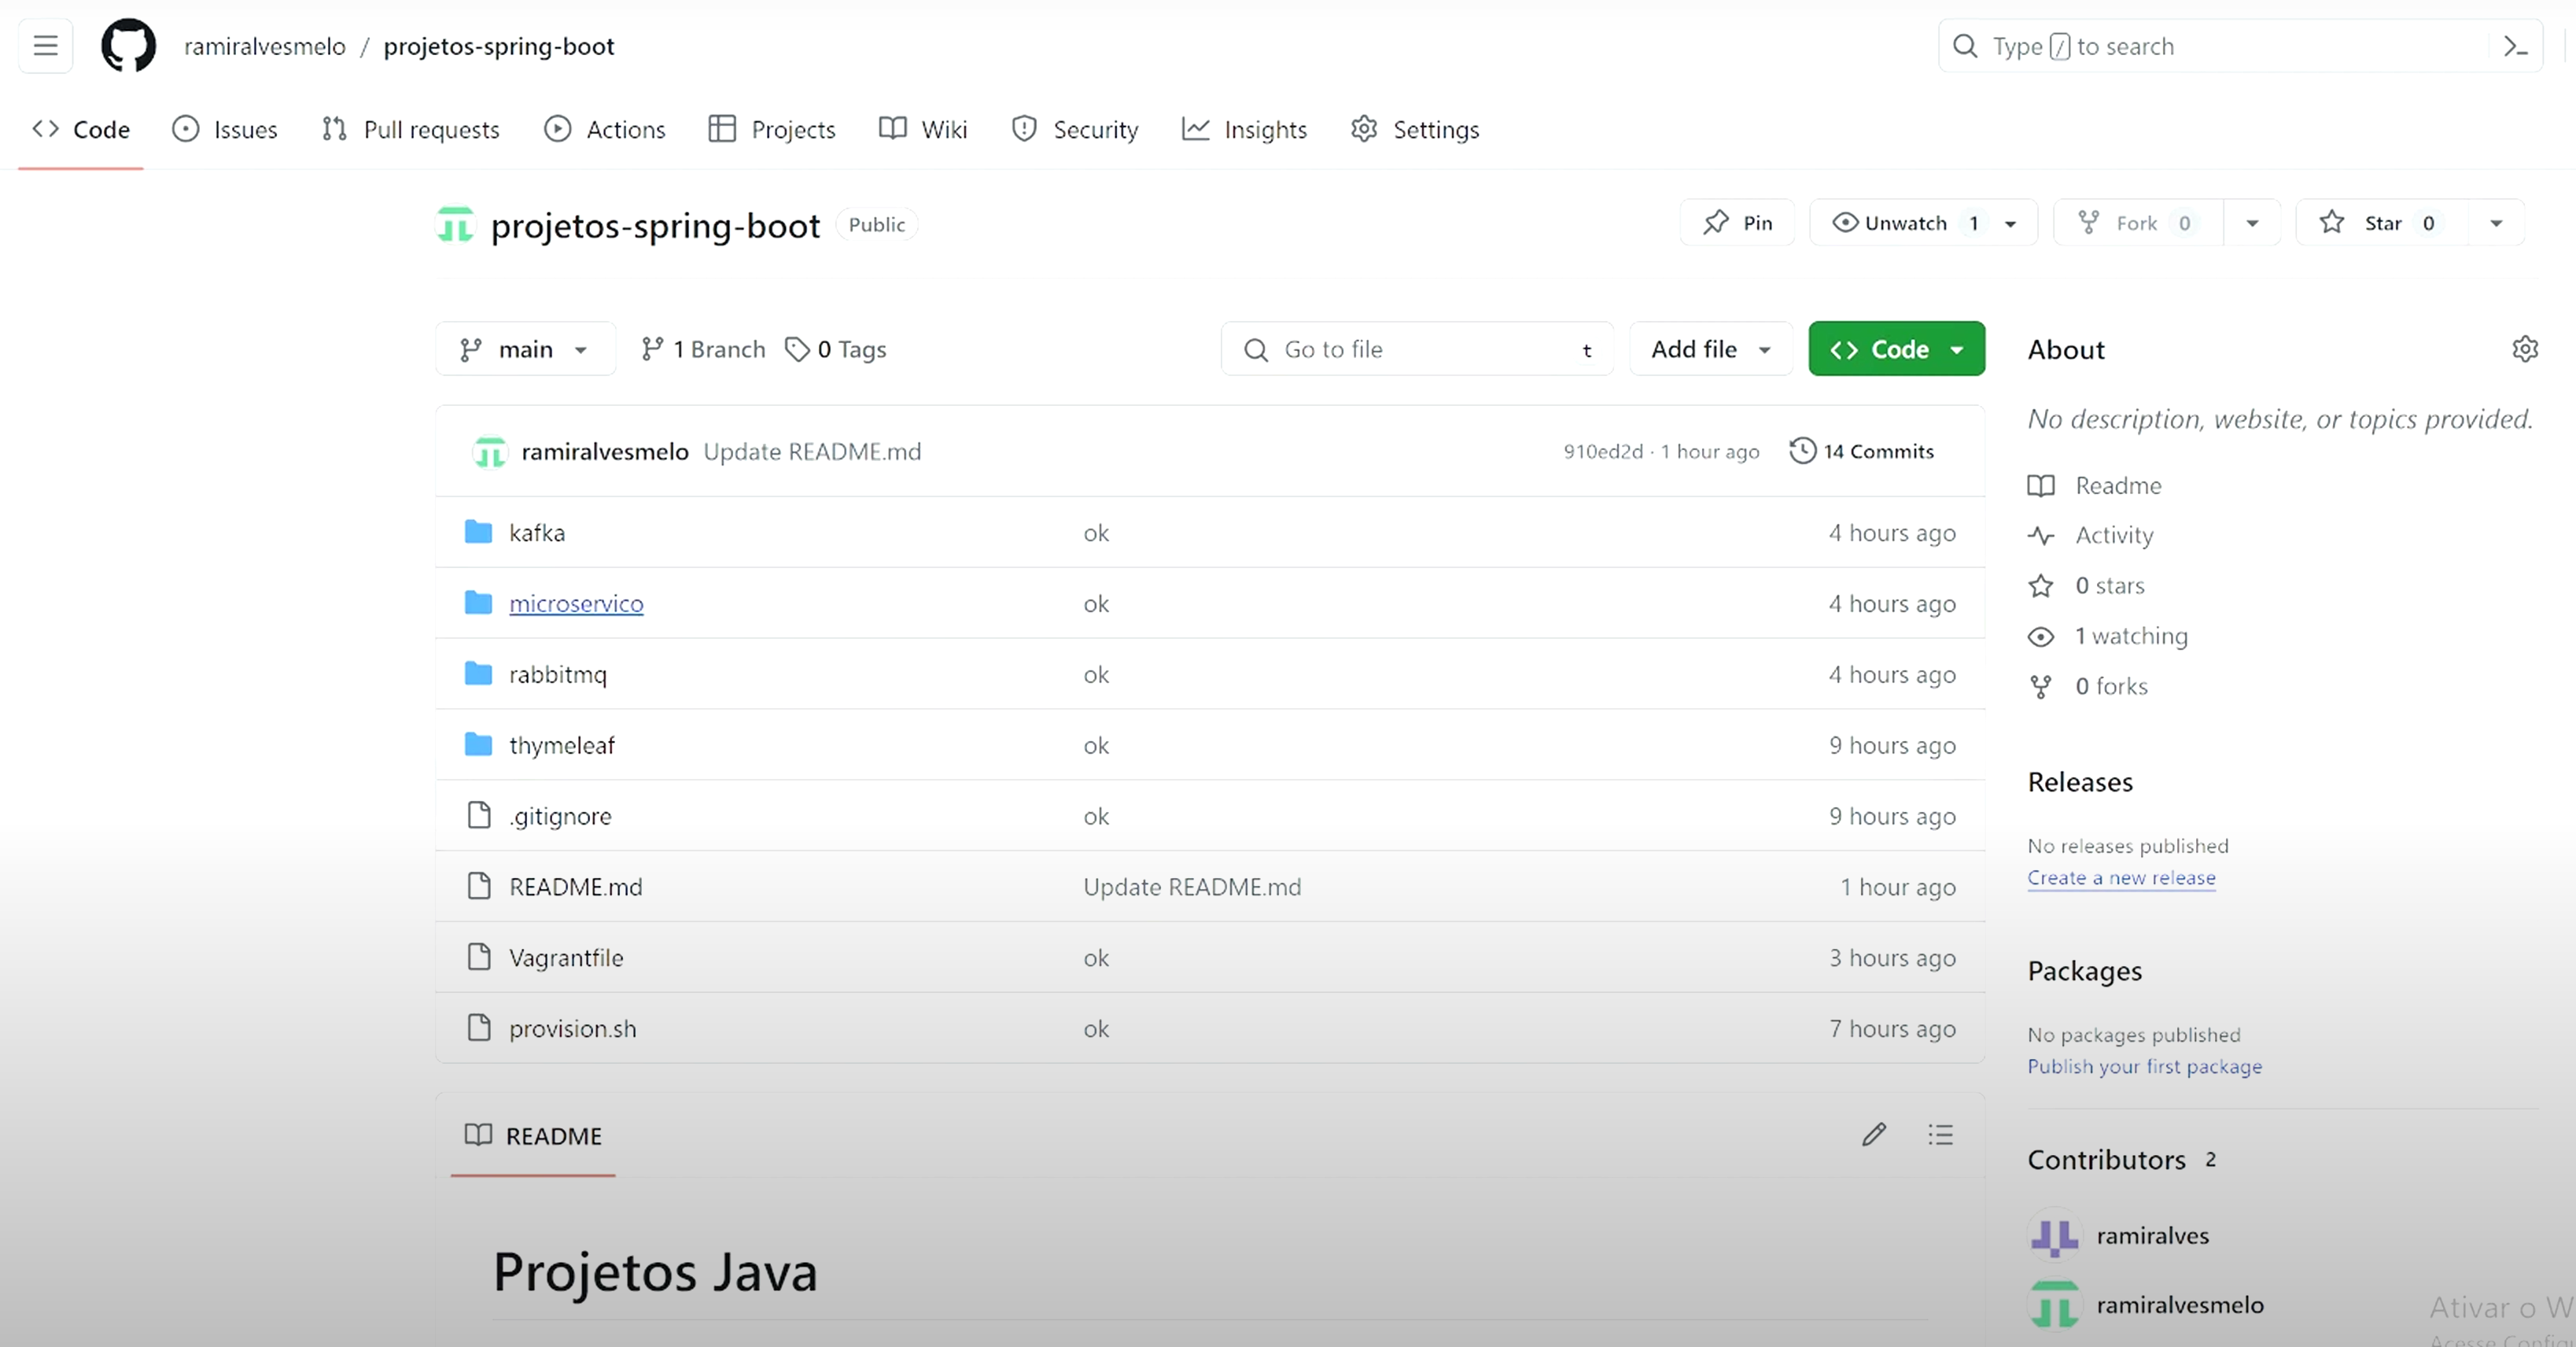 ramiralvesmelo / projetos-spring-boot
Type / to search
Code Issues Pull requests Actions Projects Wiki Security Insights Settings
projetos-spring-boot Public
Pin Unwatch 1 Fork 0 Star 0
main 1 Branch 0 Tags Go to file t Add file Code
ramiralvesmelo Update README.md 910ed2d · 1 hour ago 14 Commits
kafka ok 4 hours ago
microservico ok 4 hours ago
rabbitmq ok 4 hours ago
thymeleaf ok 9 hours ago
.gitignore ok 9 hours ago
README.md Update README.md 1 hour ago
Vagrantfile ok 3 hours ago
provision.sh ok 7 hours ago
README
Projetos Java
About
No description, website, or topics provided.
Readme
Activity
0 stars
1 watching
0 forks
Releases
No releases published
Create a new release
Packages
No packages published
Publish your first package
Contributors 2
ramiralves
ramiralvesmelo
Ativar o W